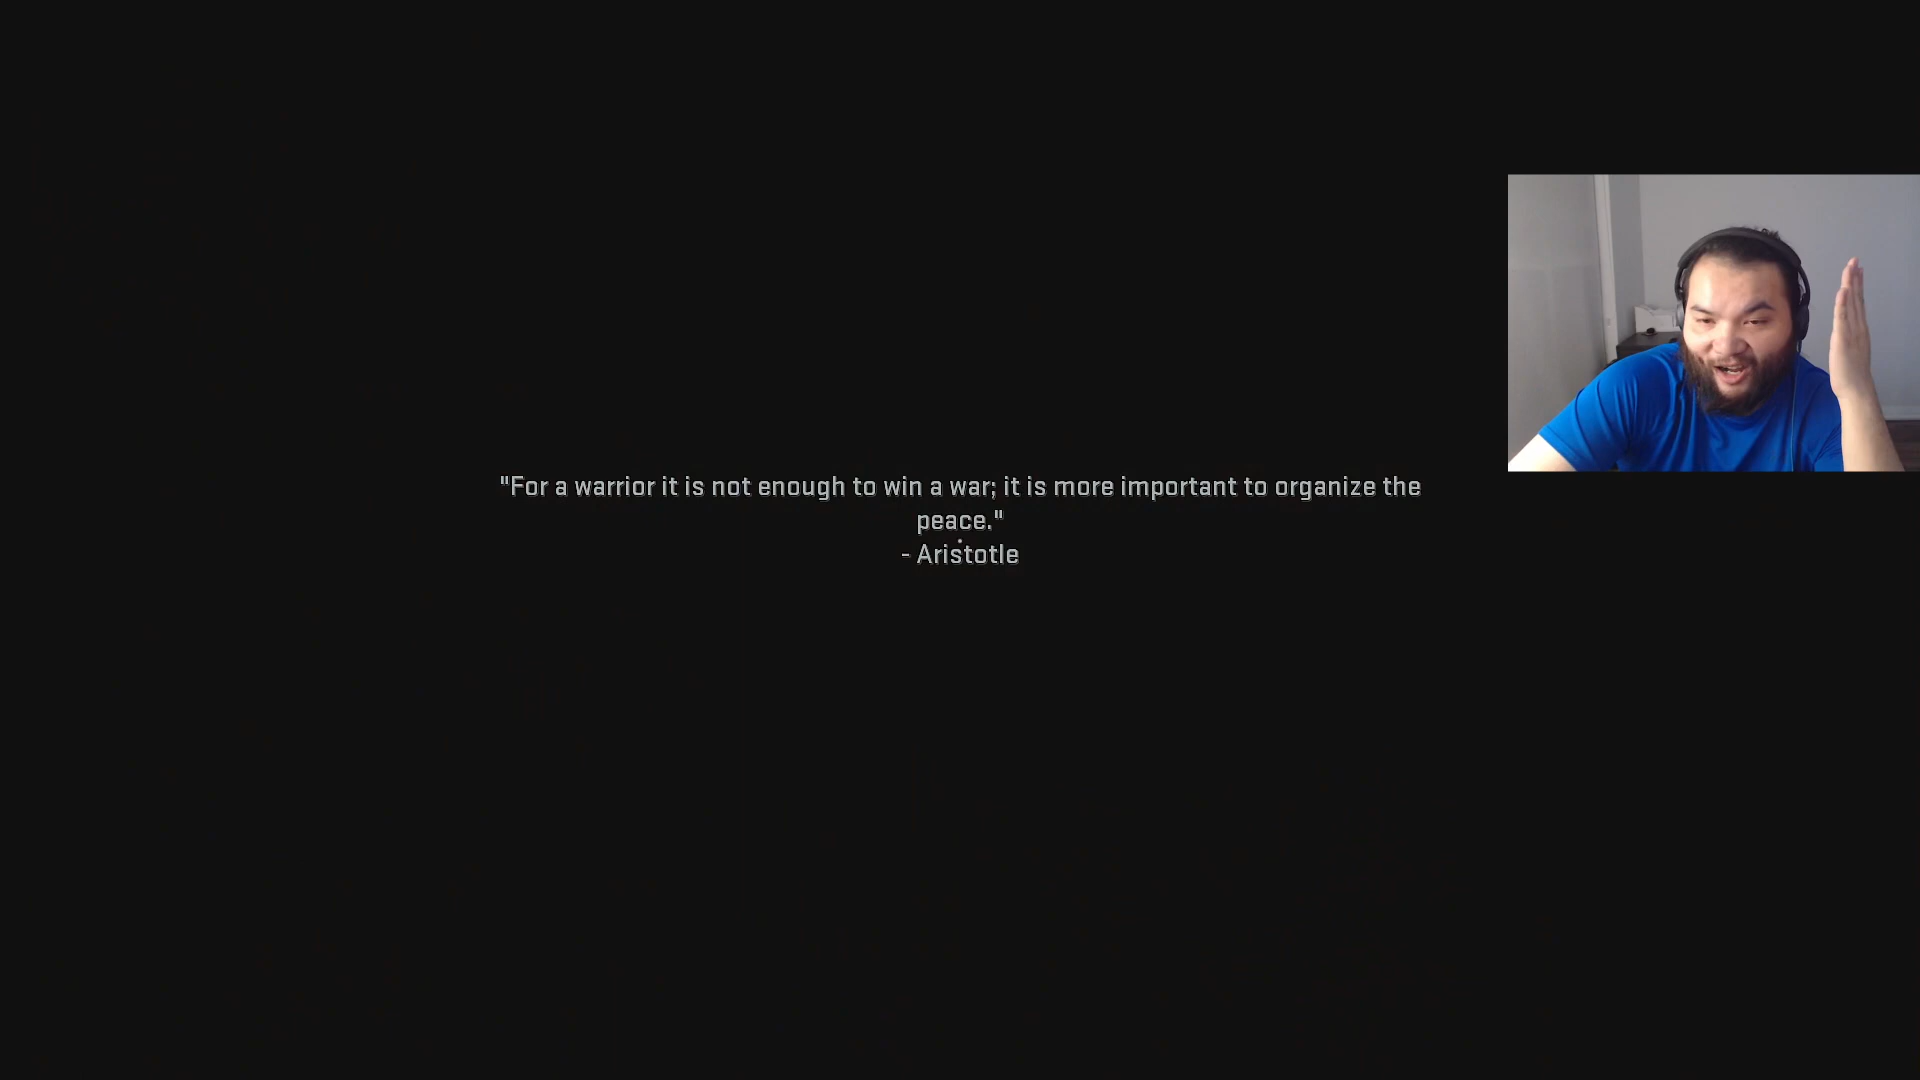 "For a warrior it is not enough to win a war; it is more important to organize the
peace."
- Aristotle